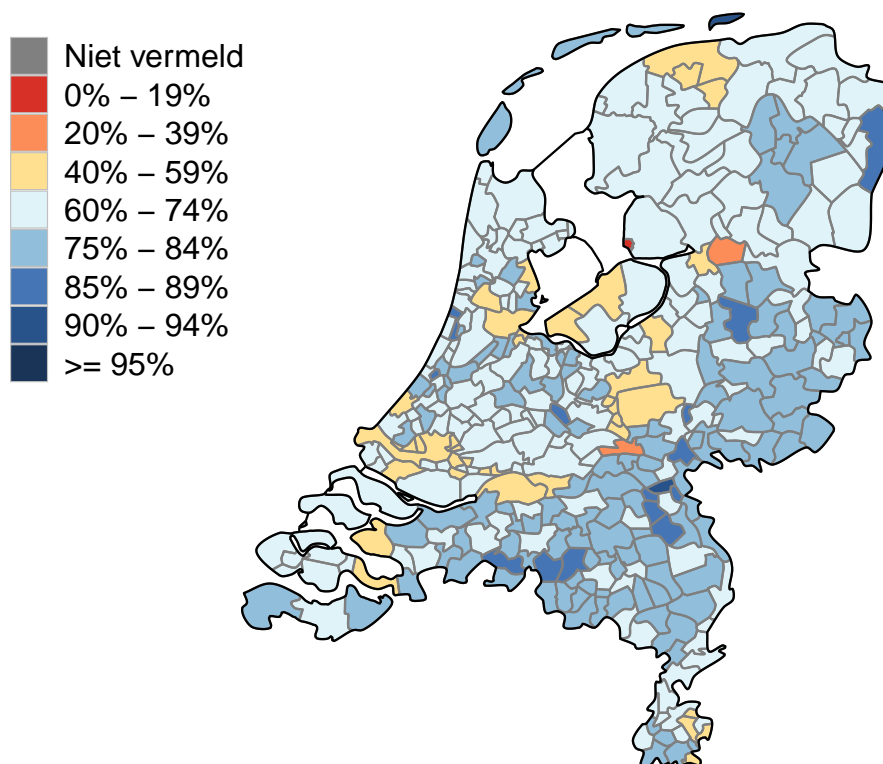 Niet vermeld
0% – 19%
20% – 39%
40% – 59%
60% – 74%
75% – 84%
85% – 89%
90% – 94%
>= 95%